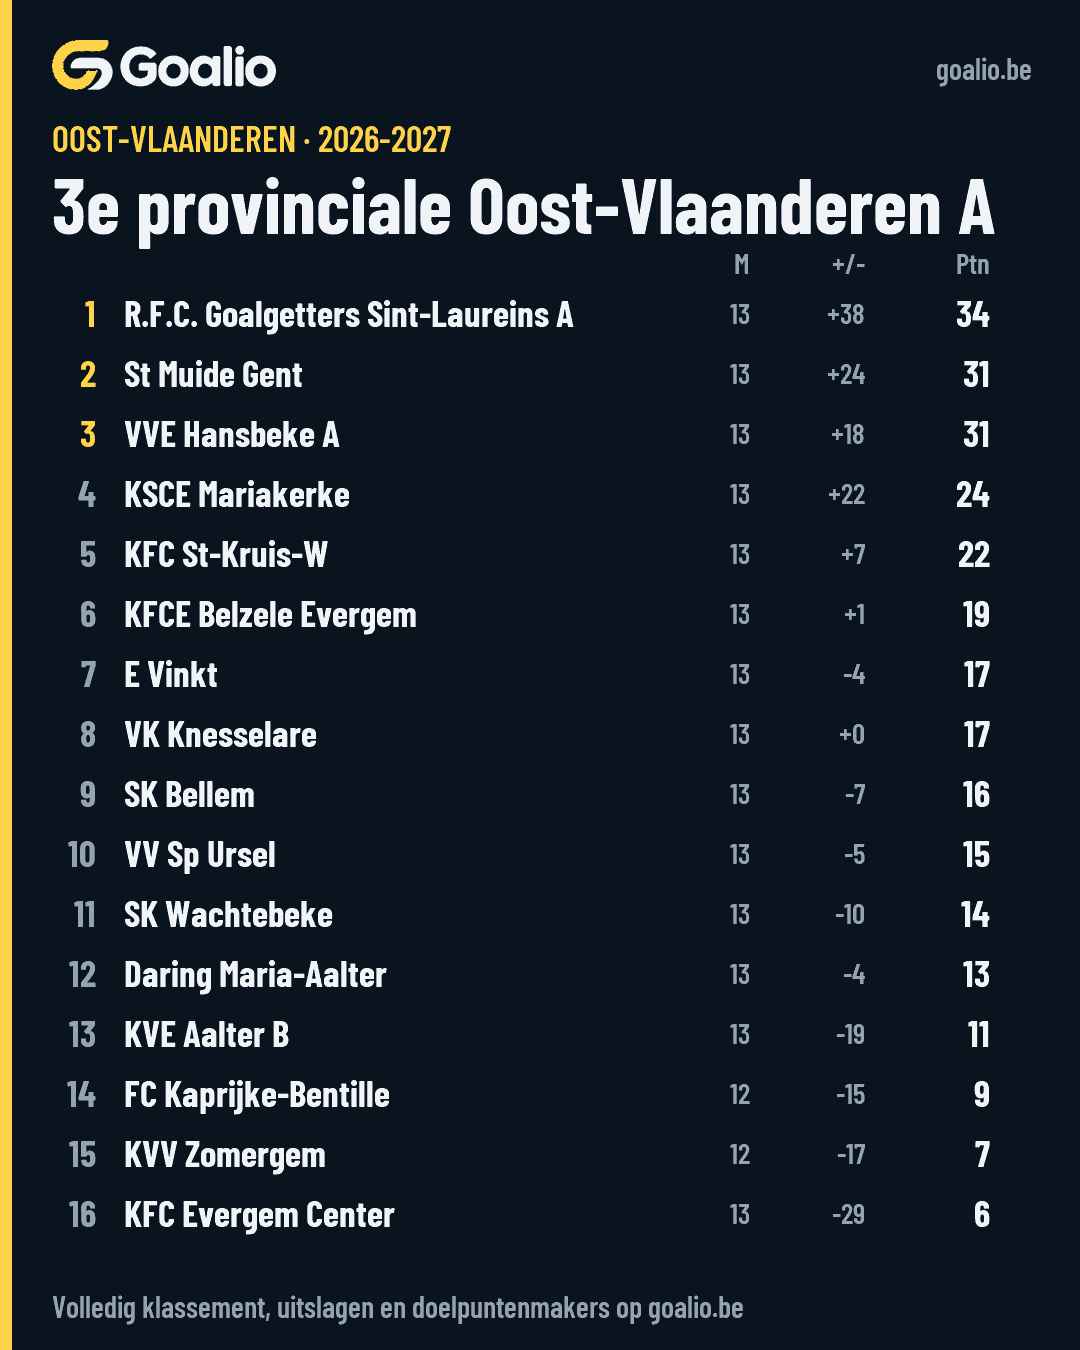 Goalio goalio.be
OOST-VLAANDEREN · 2026-2027
3e provinciale Oost-Vlaanderen A
M +/- Ptn
1 R.F.C. Goalgetters Sint-Laureins A 13 +38 34
2 St Muide Gent 13 +24 31
3 VVE Hansbeke A 13 +18 31
4 KSCE Mariakerke 13 +22 24
5 KFC St-Kruis-W 13 +7 22
6 KFCE Belzele Evergem 13 +1 19
7 E Vinkt 13 -4 17
8 VK Knesselare 13 +0 17
9 SK Bellem 13 -7 16
10 VV Sp Ursel 13 -5 15
11 SK Wachtebeke 13 -10 14
12 Daring Maria-Aalter 13 -4 13
13 KVE Aalter B 13 -19 11
14 FC Kaprijke-Bentille 12 -15 9
15 KVV Zomergem 12 -17 7
16 KFC Evergem Center 13 -29 6
Volledig klassement, uitslagen en doelpuntenmakers op goalio.be